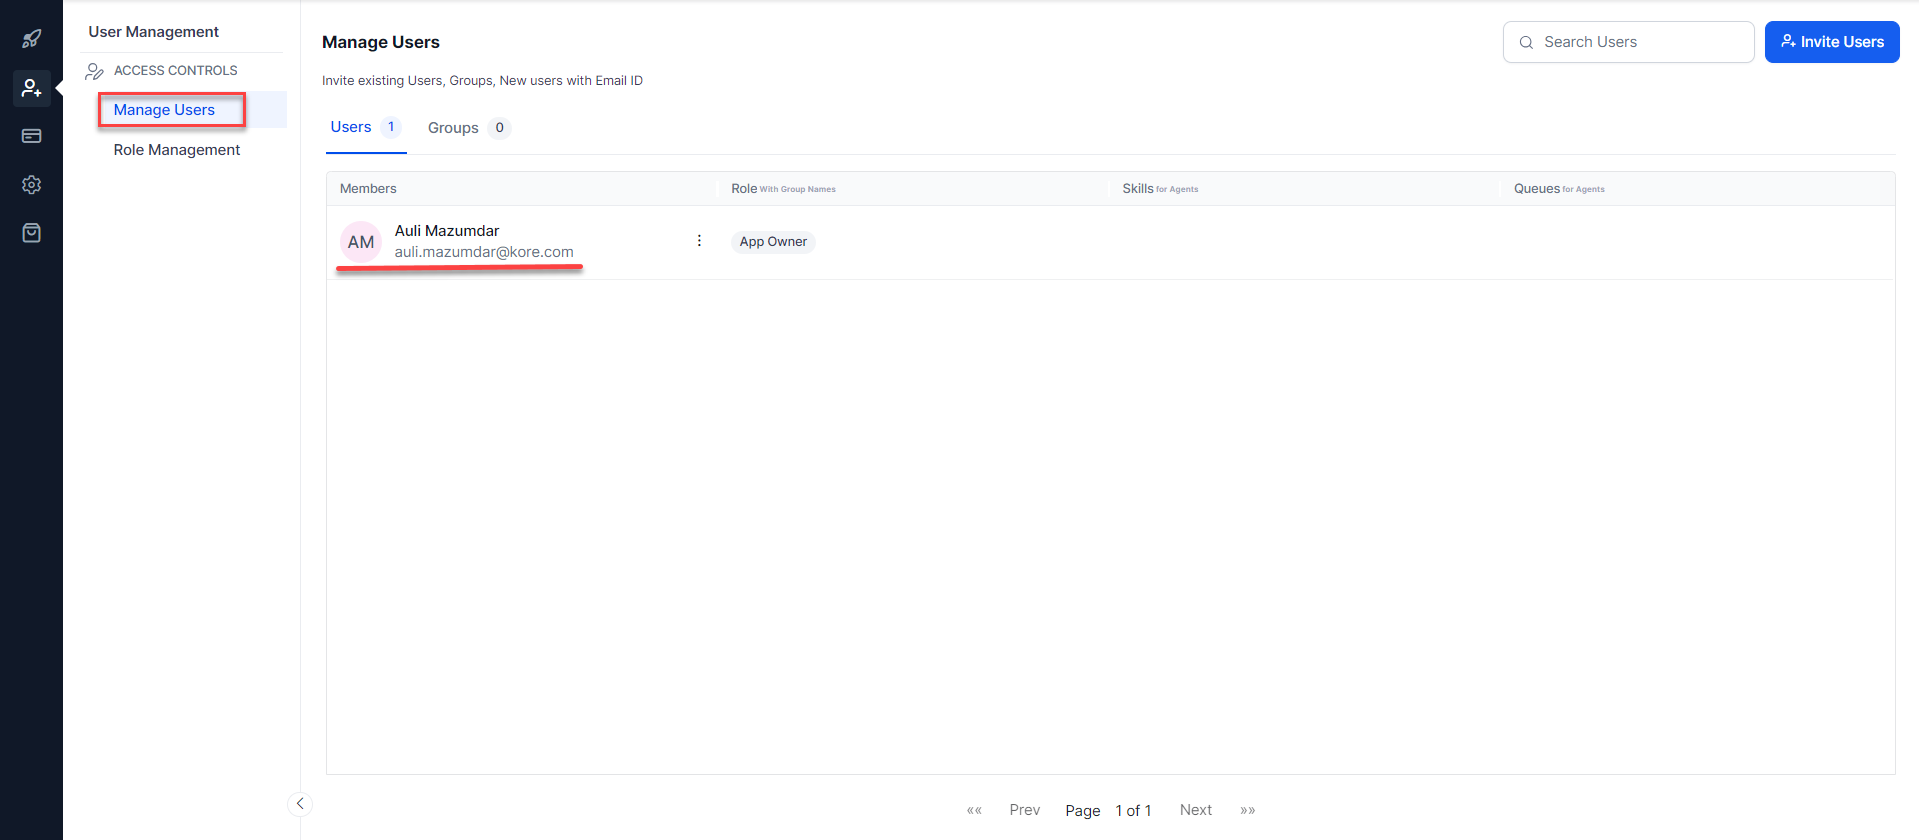 User Management
ACCESS CONTROLS
Manage Users
Role Management
Manage Users
Search Users
Invite Users
Invite existing Users, Groups, New users with Email ID
Users 1 Groups 0
Members Role With Group Names Skills for Agents Queues for Agents
AM
Auli Mazumdar
auli.mazumdar@kore.com
App Owner
«« Prev Page 1 of 1 Next »»